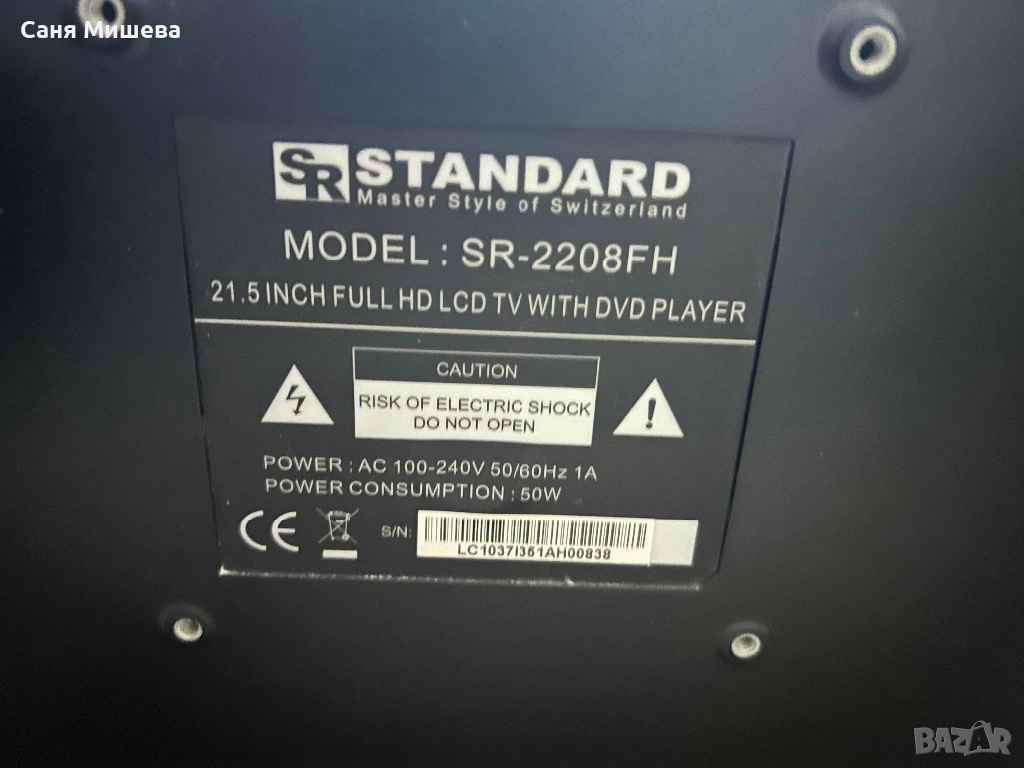 Саня Мишева
SR STANDARD
Master Style of Switzerland
MODEL : SR-2208FH
21.5 INCH FULL HD LCD TV WITH DVD PLAYER
CAUTION
RISK OF ELECTRIC SHOCK
DO NOT OPEN
POWER : AC 100-240V 50/60Hz 1A
POWER CONSUMPTION : 50W
CE
S/N:
LC1037I351AH00838
BAZAR